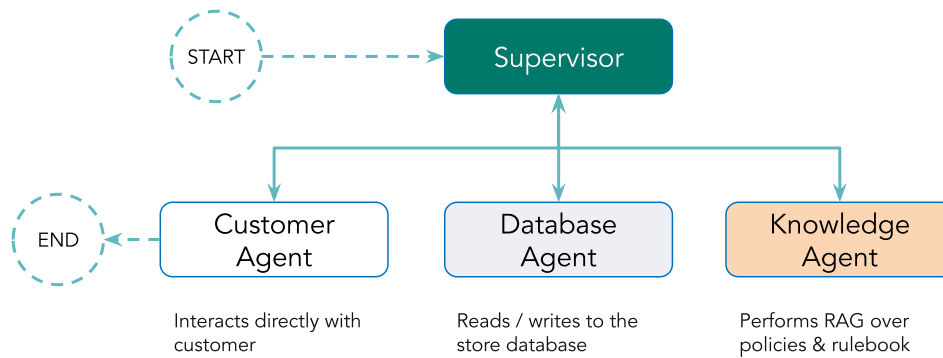 START
Supervisor
END
Customer
Agent
Database
Agent
Knowledge
Agent
Interacts directly with
customer
Reads / writes to the
store database
Performs RAG over
policies & rulebook